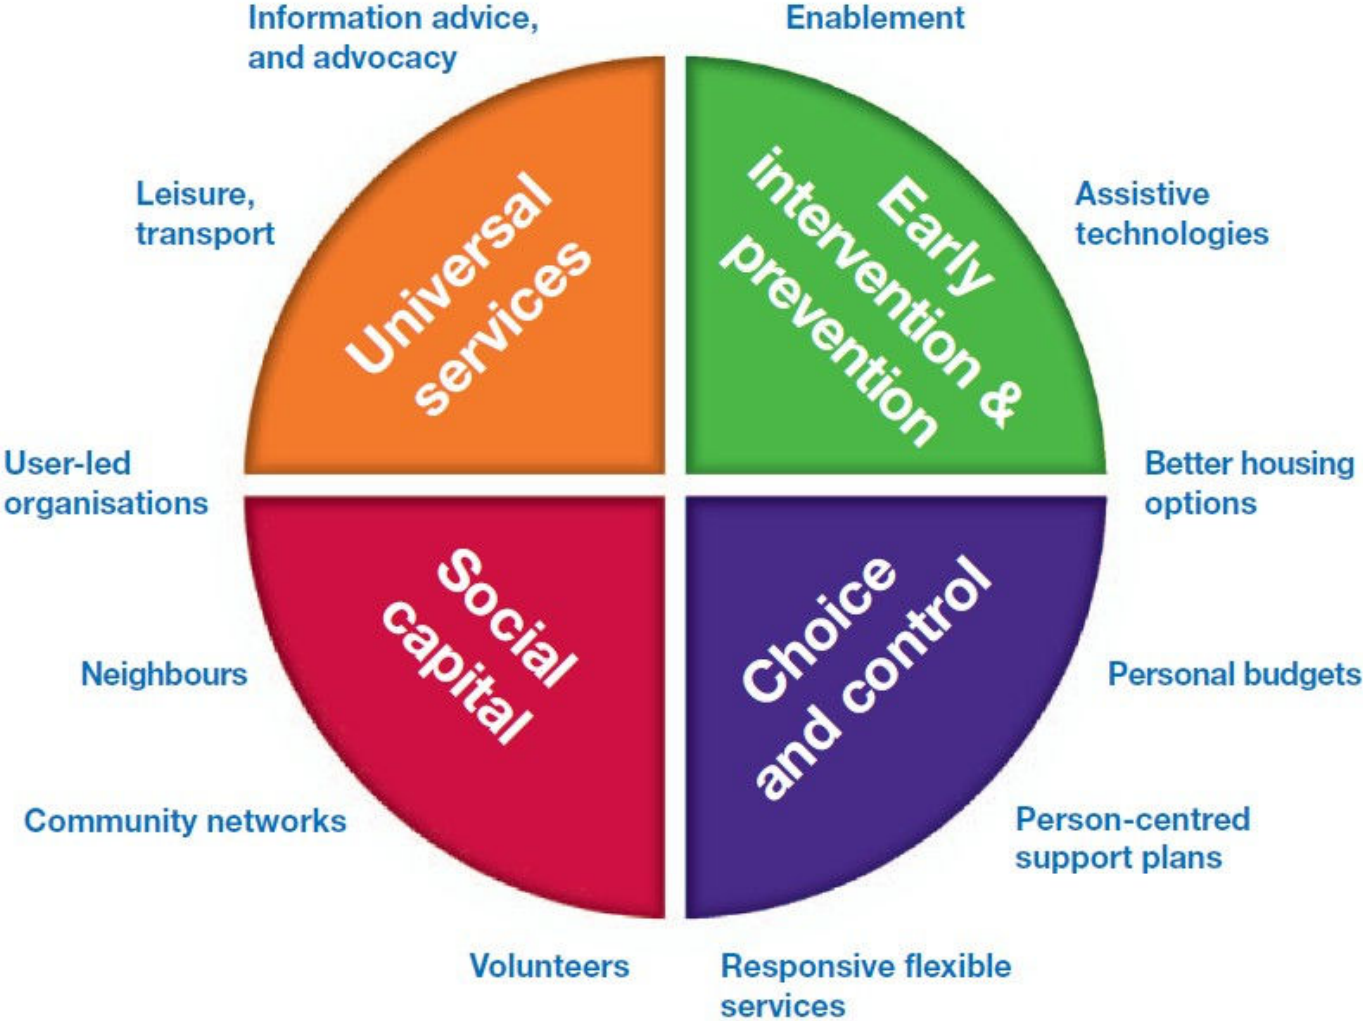 Information advice,
and advocacy
Enablement
Leisure,
transport
Universal
services
Early
intervention &
prevention
Assistive
technologies
User-led
organisations
Better housing
options
Social
capital
Choice
and control
Neighbours
Personal budgets
Community networks
Person-centred
support plans
Volunteers
Responsive flexible
services